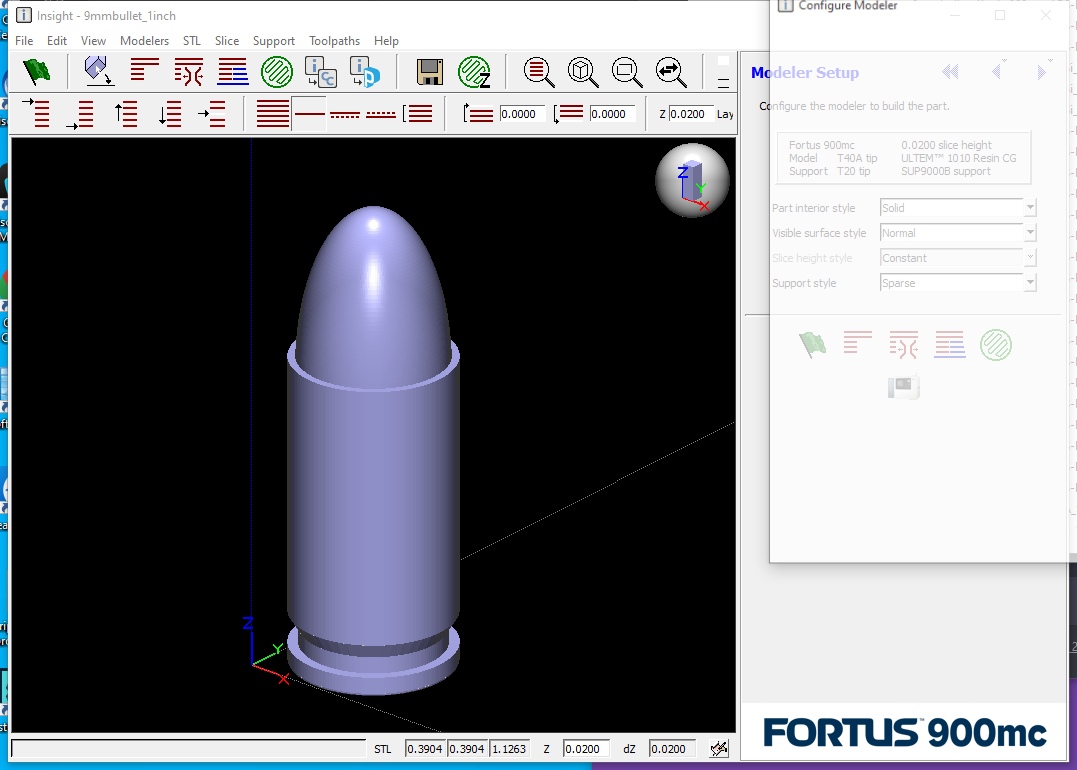 Insight - 9mmbullet_1inch
File Edit View Modelers STL Slice Support Toolpaths Help
0.0000
0.0000
Z 0.0200 Lay
Z
Y
X
Z
Y
X
STL 0.3904 0.3904 1.1263 Z 0.0200 dZ 0.0200
Configure Modeler
Modeler Setup
Configure the modeler to build the part.
Fortus 900mc 0.0200 slice height
Model T40A tip ULTEM™ 1010 Resin CG
Support T20 tip SUP9000B support
Part interior style Solid
Visible surface style Normal
Slice height style Constant
Support style Sparse
FORTUS™ 900mc